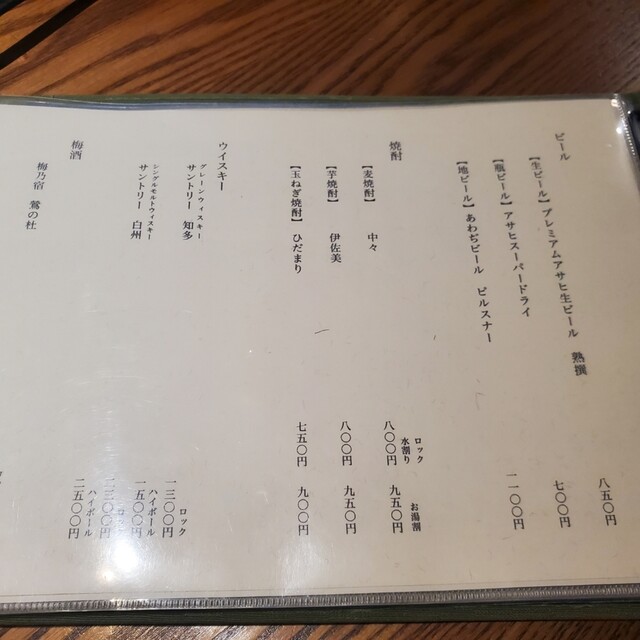 ビール
【生ビール】プレミアムアサヒ生ビール 熟撰 八五〇円
【瓶ビール】アサヒスーパードライ 七〇〇円
【地ビール】あわぢビール ピルスナー 一一〇〇円
焼酎
ロック 水割り お湯割
【麦焼酎】 中々 八〇〇円 九五〇円
【芋焼酎】 伊佐美 八〇〇円 九五〇円
【玉ねぎ焼酎】 ひだまり 七五〇円 九〇〇円
ウイスキー
グレーンウィスキー
サントリー 知多 ロック 一三〇〇円
ハイボール 一五〇〇円
シングルモルトウィスキー
サントリー 白州 ロック 二三〇〇円
ハイボール 二五〇〇円
梅酒
梅乃宿 鶯の杜